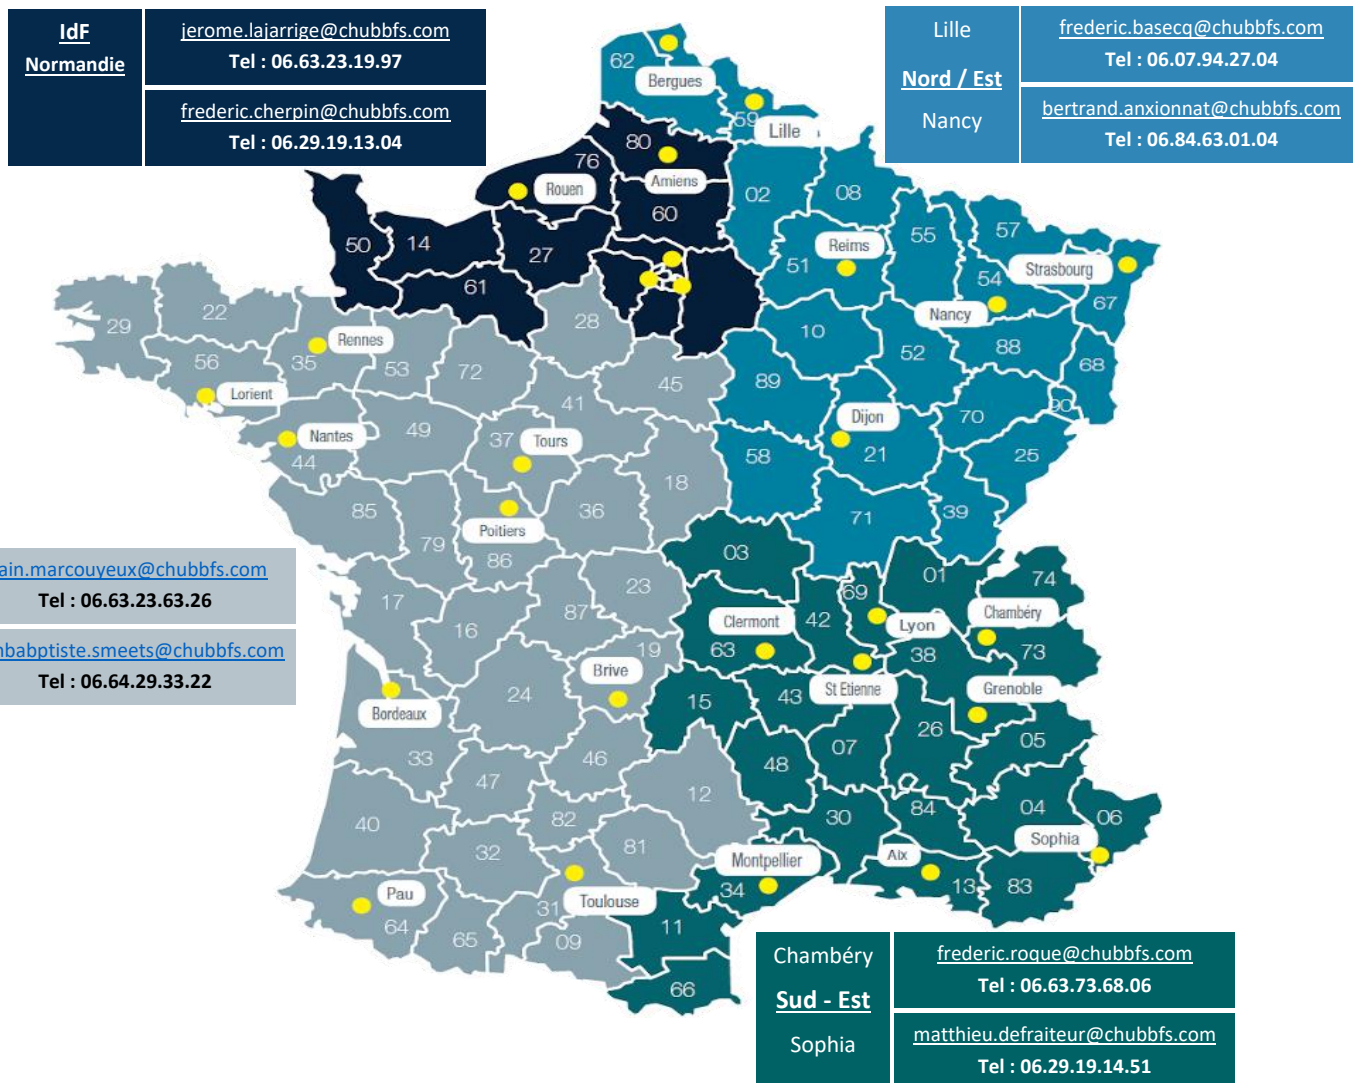 IdF
Normandie
jerome.lajarrige@chubbfs.com
Tel : 06.63.23.19.97
frederic.cherpin@chubbfs.com
Tel : 06.29.19.13.04
Lille
Nord / Est
Nancy
frederic.basecq@chubbfs.com
Tel : 06.07.94.27.04
bertrand.anxionnat@chubbfs.com
Tel : 06.84.63.01.04
62
Bergues
59
Lille
80
76
Amiens
Rouen
02
08
60
50
14
27
Reims
55
57
51
Strasbourg
54
61
67
Nancy
29
22
28
10
Rennes
52
88
56
35
53
72
45
89
68
Lorient
41
90
70
Dijon
Nantes
49
37
Tours
44
21
25
58
18
85
36
71
39
Poitiers
79
86
03
01
74
ain.marcouyeux@chubbfs.com
Tel : 06.63.23.63.26
nbabptiste.smeets@chubbfs.com
Tel : 06.64.29.33.22
17
23
69
87
Chambéry
16
Clermont
42
Lyon
63
38
73
19
Brive
St Etienne
Grenoble
24
15
43
Bordeaux
26
05
33
46
07
48
47
12
04
06
40
82
30
84
Sophia
32
81
Montpellier
Aix
34
13
83
Pau
31
Toulouse
64
65
09
11
66
Chambéry
Sud - Est
Sophia
frederic.roque@chubbfs.com
Tel : 06.63.73.68.06
matthieu.defraiteur@chubbfs.com
Tel : 06.29.19.14.51